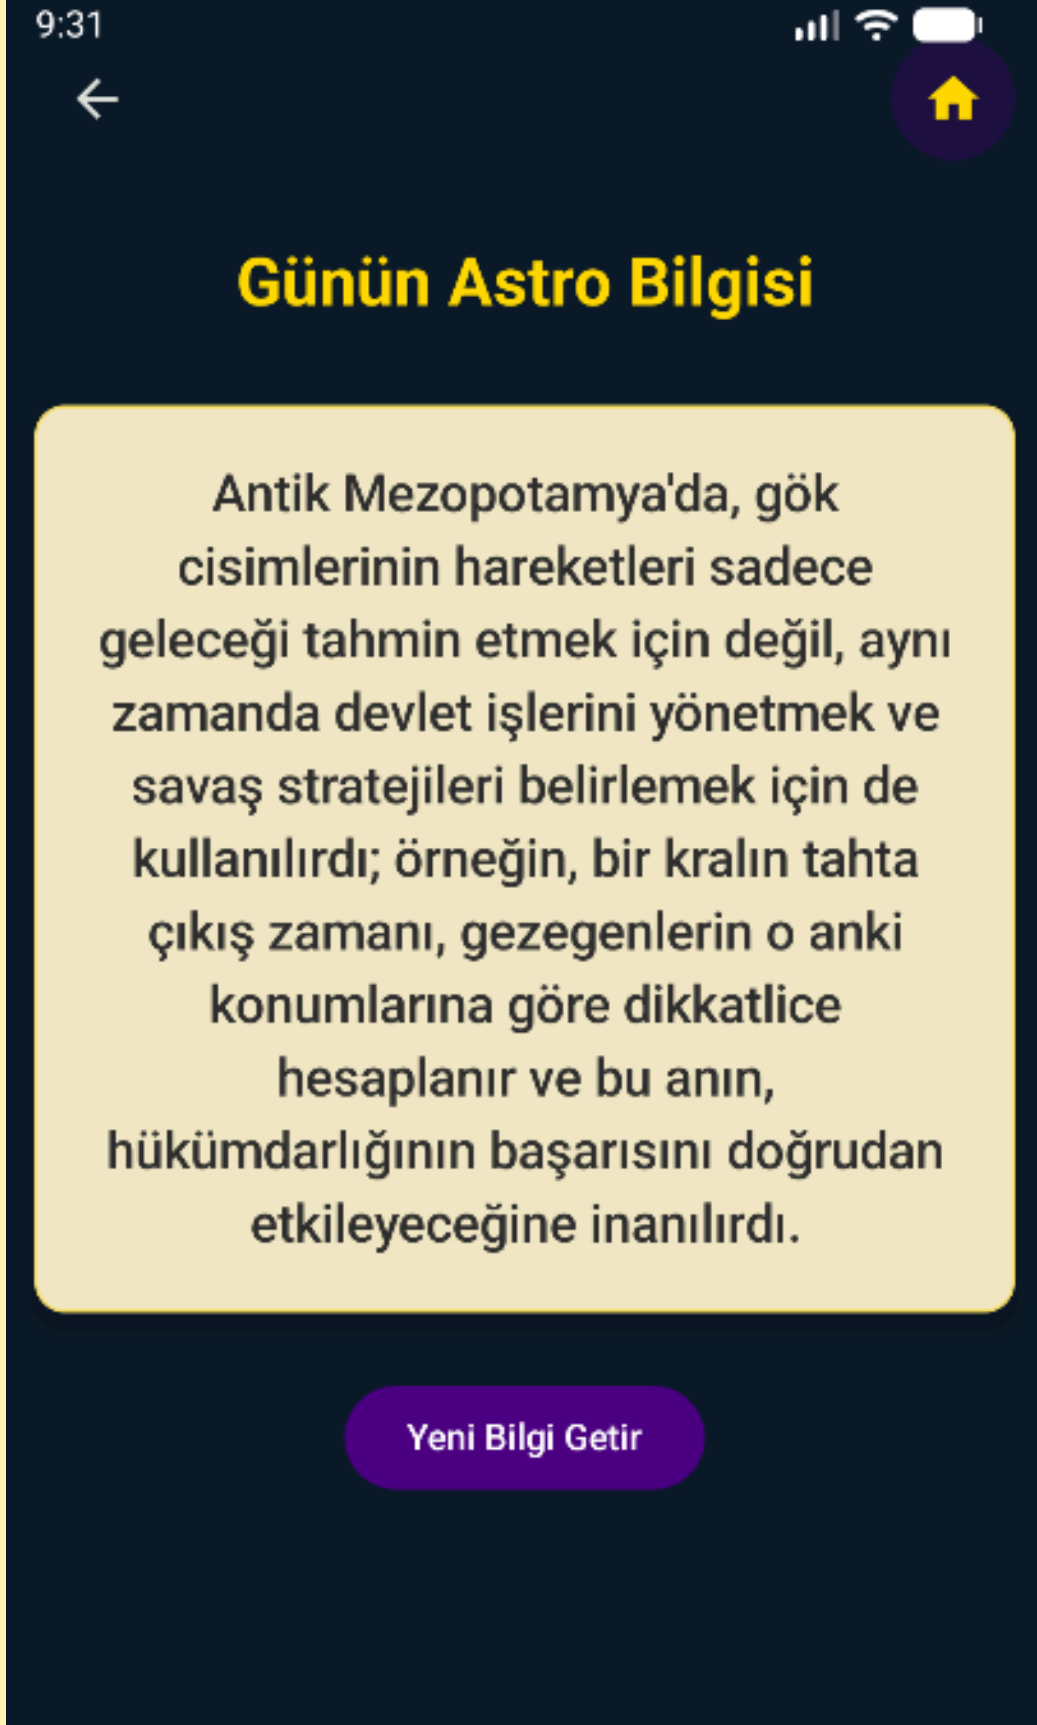 9:31
Günün Astro Bilgisi
Antik Mezopotamya'da, gök
cisimlerinin hareketleri sadece
geleceği tahmin etmek için değil, aynı
zamanda devlet işlerini yönetmek ve
savaş stratejileri belirlemek için de
kullanılırdı; örneğin, bir kralın tahta
çıkış zamanı, gezegenlerin o anki
konumlarına göre dikkatlice
hesaplanır ve bu anın,
hükümdarlığının başarısını doğrudan
etkileyeceğine inanılırdı.
Yeni Bilgi Getir